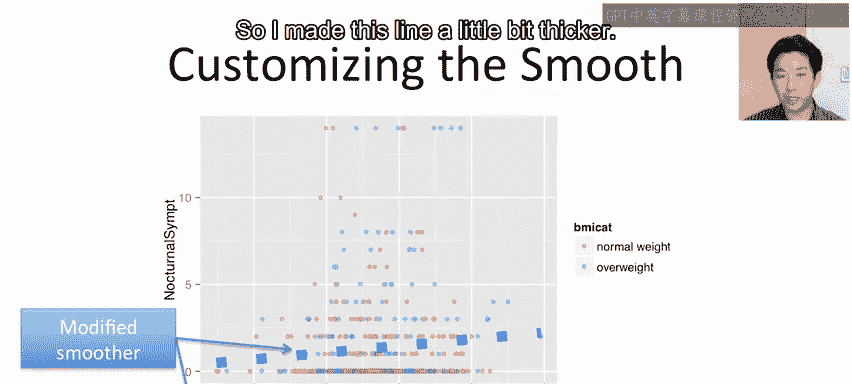 So I made this line a little bit thicker.
Customizing the Smooth
NocturnalSympt
10
5
0
bmicat
normal weight
overweight
Modified
smoother